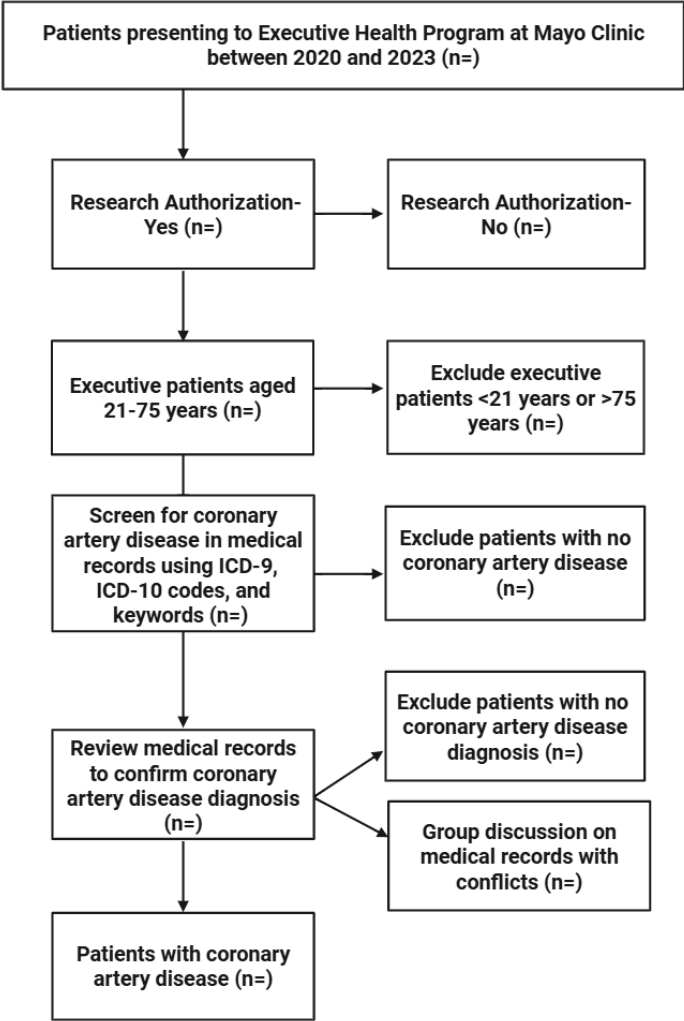 Patients presenting to Executive Health Program at Mayo Clinic
between 2020 and 2023 (n=)
Research Authorization-
Yes (n=)
Research Authorization-
No (n=)
Executive patients aged
21-75 years (n=)
Exclude executive
patients <21 years or >75
years (n=)
Screen for coronary
artery disease in medical
records using ICD-9,
ICD-10 codes, and
keywords (n=)
Exclude patients with no
coronary artery disease
(n=)
Review medical records
to confirm coronary
artery disease diagnosis
(n=)
Exclude patients with no
coronary artery disease
diagnosis (n=)
Group discussion on
medical records with
conflicts (n=)
Patients with coronary
artery disease (n=)